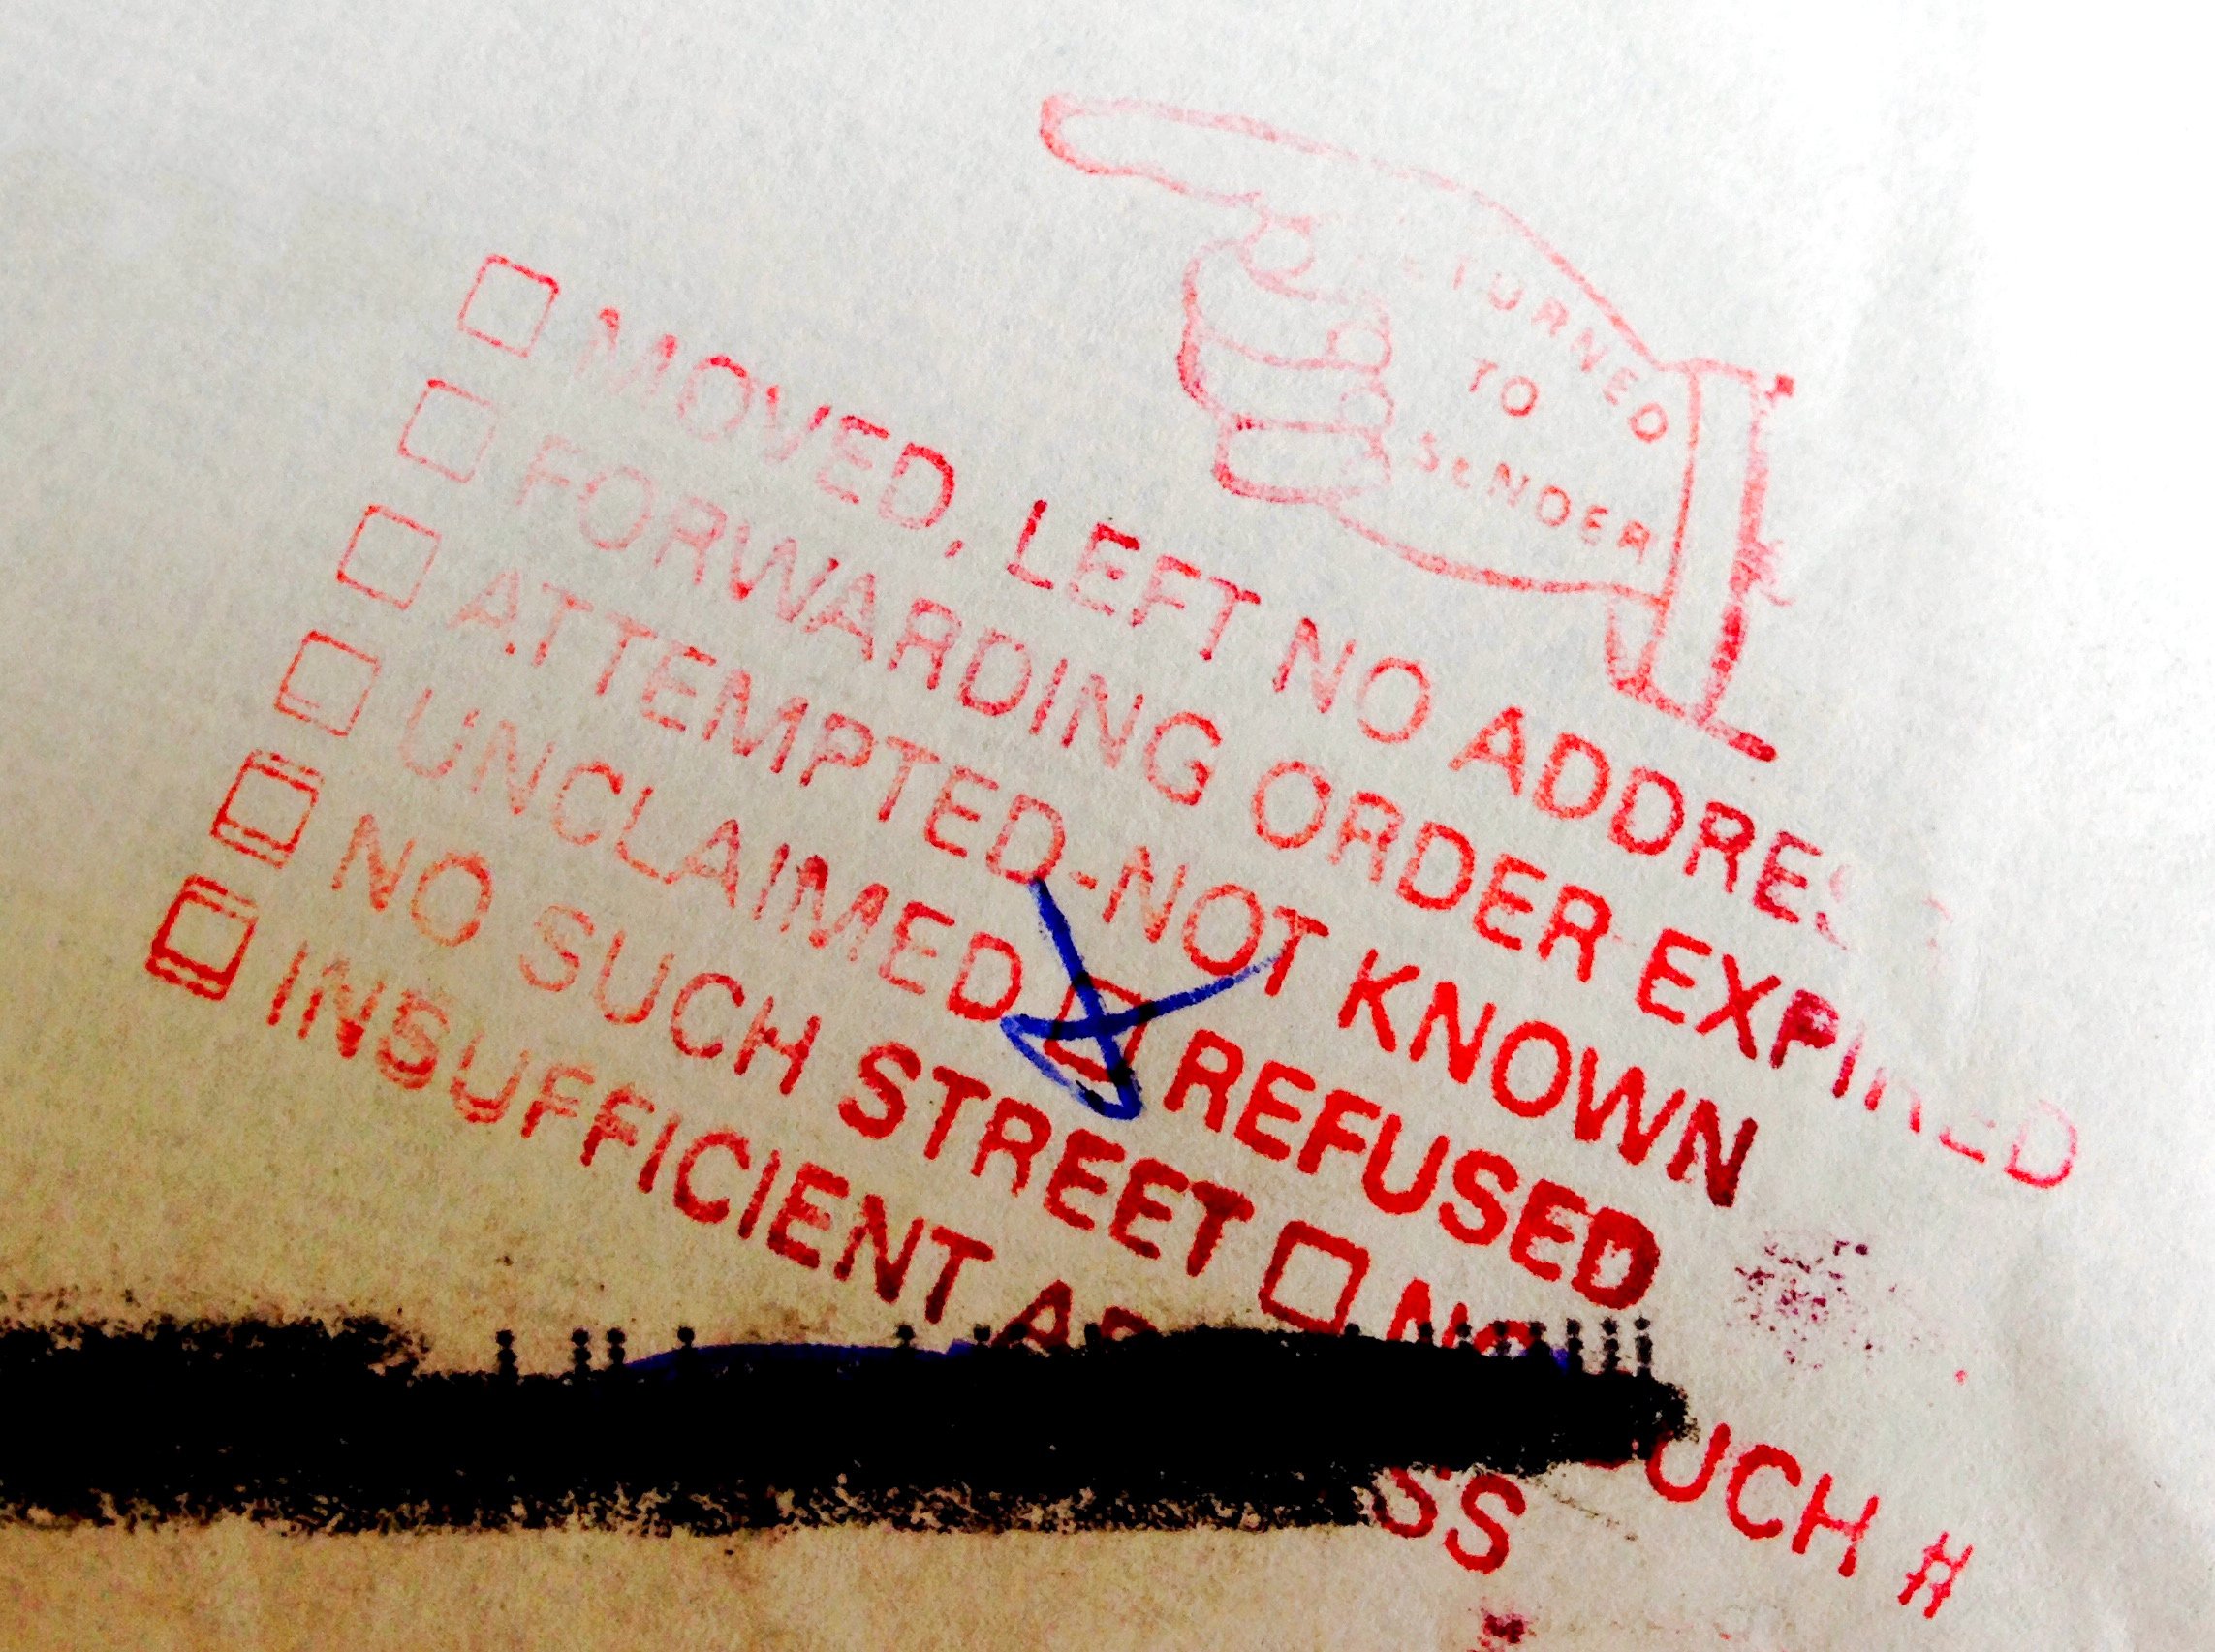 RETURNED
TO
SeNDER
MOVED, LEFT NO ADDRESS
FORWARDING ORDER EXPIRED
ATTEMPTED-NOT KNOWN
UNCLAIMED REFUSED
NO SUCH STREET NO SUCH #
INSUFFICIENT ADDRESS